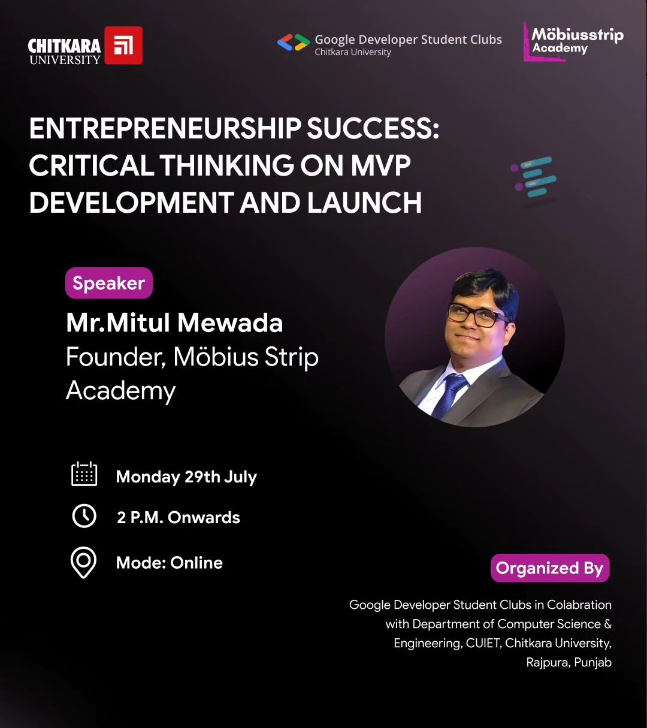 CHITKARA
UNIVERSITY
Google Developer Student Clubs
Chitkara University
Möbiusstrip
Academy
ENTREPRENEURSHIP SUCCESS:
CRITICAL THINKING ON MVP
DEVELOPMENT AND LAUNCH
Speaker
Mr.Mitul Mewada
Founder, Möbius Strip
Academy
Monday 29th July
2 P.M. Onwards
Mode: Online
Organized By
Google Developer Student Clubs in Colabration
with Department of Computer Science &
Engineering, CUIET, Chitkara University,
Rajpura, Punjab